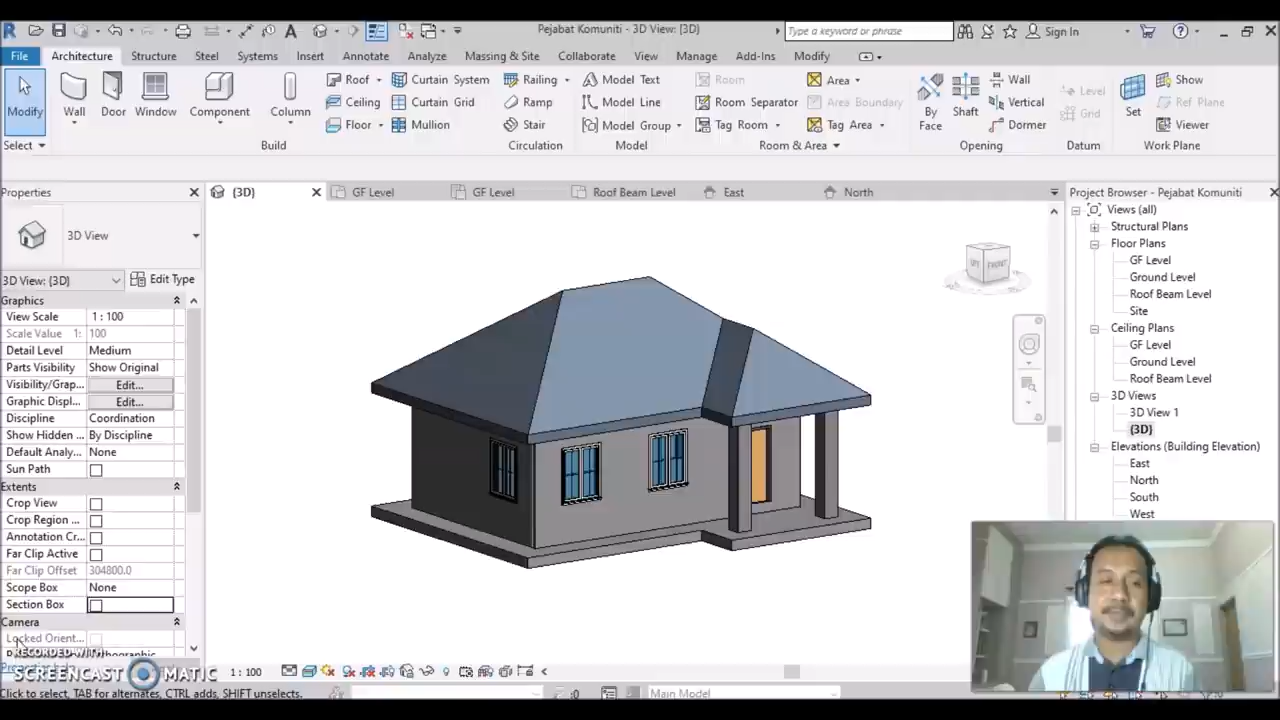 Pejabat Komuniti - 3D View: {3D}
Type a keyword or phrase
Sign In
File Architecture Structure Steel Systems Insert Annotate Analyze Massing & Site Collaborate View Manage Add-Ins Modify
Modify Wall Door Window Component Column
Roof Curtain System Railing Model Text Room Area Wall Level Show
Ceiling Curtain Grid Ramp Model Line Room Separator Area Boundary By Face Shaft Vertical Grid Set Ref Plane
Floor Mullion Stair Model Group Tag Room Tag Area Dormer Viewer
Select Build Circulation Model Room & Area Opening Datum Work Plane
Properties
{3D} GF Level GF Level Roof Beam Level East North
Project Browser - Pejabat Komuniti
3D View
3D View: {3D} Edit Type
Graphics
View Scale 1 : 100
Scale Value 1: 100
Detail Level Medium
Parts Visibility Show Original
Visibility/Grap... Edit...
Graphic Displ... Edit...
Discipline Coordination
Show Hidden ... By Discipline
Default Analy... None
Sun Path
Extents
Crop View
Crop Region ...
Annotation Cr...
Far Clip Active
Far Clip Offset 304800.0
Scope Box None
Section Box
Camera
Locked Orient...
RECORDED WITH
SCREENCAST MATIC
1 : 100
Click to select, TAB for alternates, CTRL adds, SHIFT unselects.
:0
Main Model
FRONT
Views (all)
Structural Plans
Floor Plans
GF Level
Ground Level
Roof Beam Level
Site
Ceiling Plans
GF Level
Ground Level
Roof Beam Level
3D Views
3D View 1
{3D}
Elevations (Building Elevation)
East
North
South
West